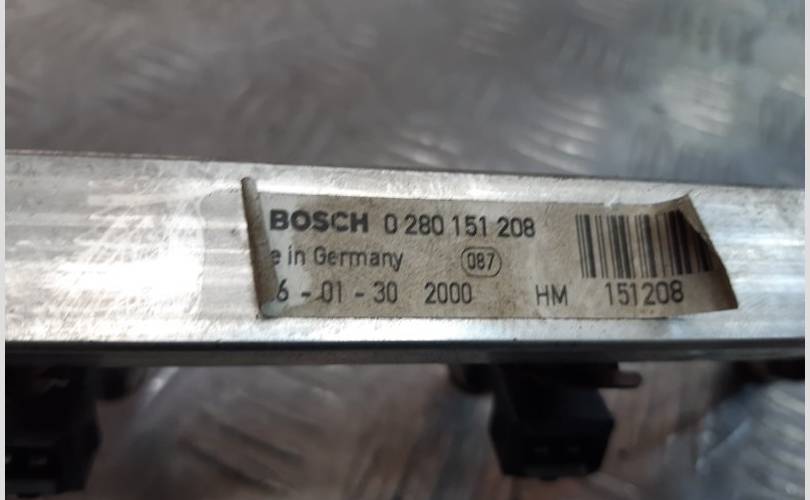 BOSCH 0 280 151 208
e in Germany 087
6 - 01 - 30 2000 HM 151208